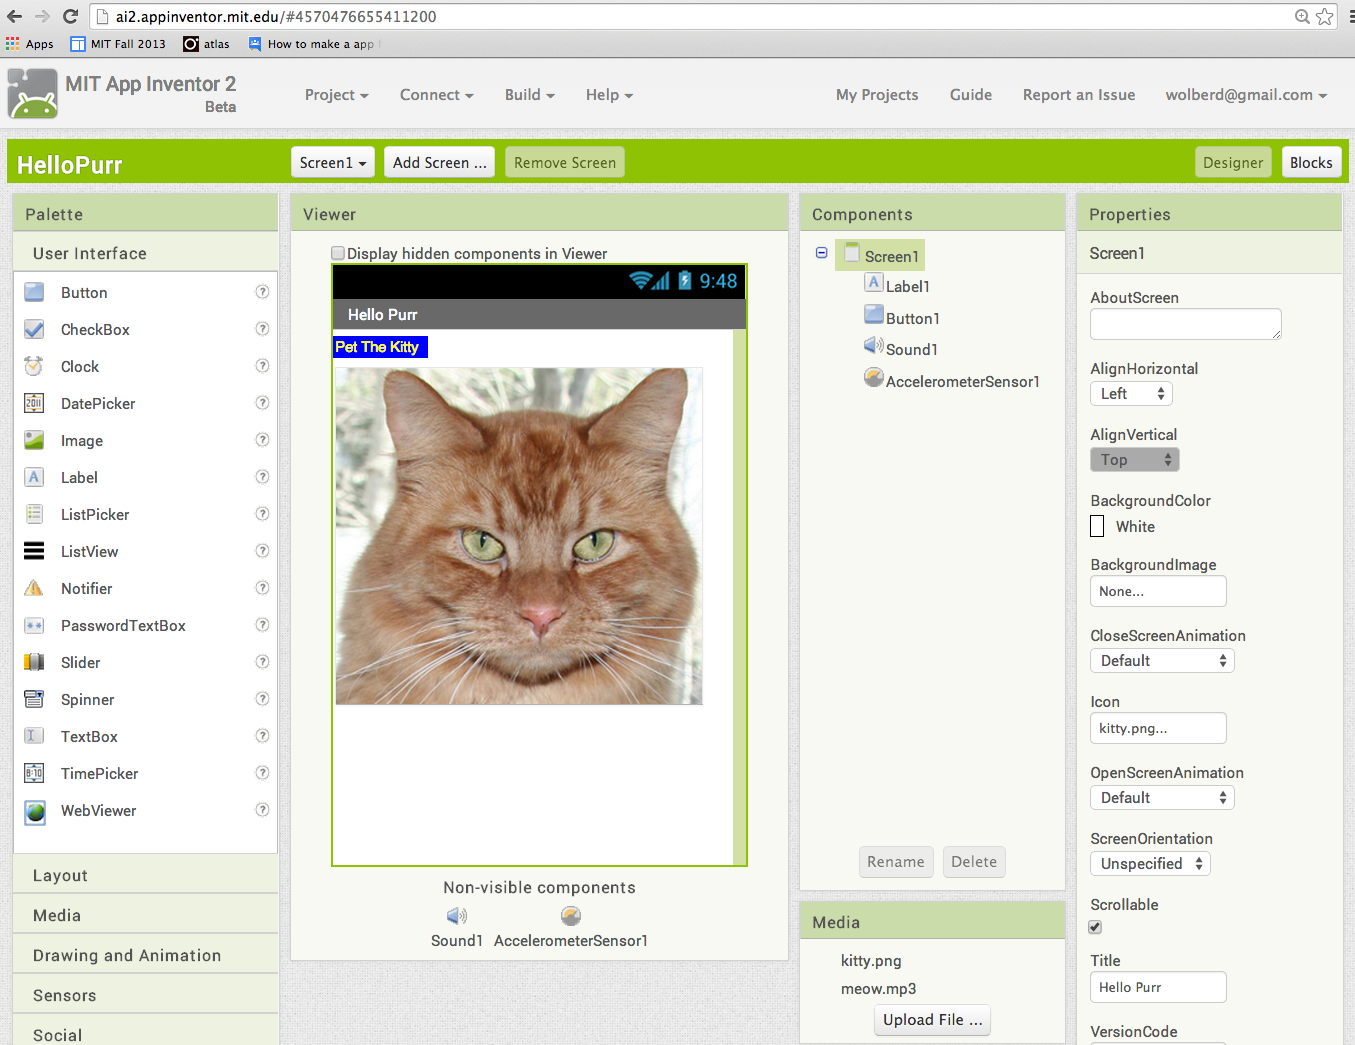 ai2.appinventor.mit.edu/#4570476655411200
Apps MIT Fall 2013 atlas How to make a app
MIT App Inventor 2
Beta
Project Connect Build Help My Projects Guide Report an Issue wolberd@gmail.com
HelloPurr Screen1 Add Screen ... Remove Screen Designer Blocks
Palette
User Interface
Button ?
CheckBox ?
Clock ?
DatePicker ?
Image ?
Label ?
ListPicker ?
ListView ?
Notifier ?
PasswordTextBox ?
Slider ?
Spinner ?
TextBox ?
TimePicker ?
WebViewer ?
Layout
Media
Drawing and Animation
Sensors
Social
Viewer
Display hidden components in Viewer
9:48
Hello Purr
Pet The Kitty
Non-visible components
Sound1 AccelerometerSensor1
Components
Screen1
A Label1
Button1
Sound1
AccelerometerSensor1
Rename Delete
Media
kitty.png
meow.mp3
Upload File ...
Properties
Screen1
AboutScreen
AlignHorizontal
Left
AlignVertical
Top
BackgroundColor
White
BackgroundImage
None...
CloseScreenAnimation
Default
Icon
kitty.png...
OpenScreenAnimation
Default
ScreenOrientation
Unspecified
Scrollable
Title
Hello Purr
VersionCode